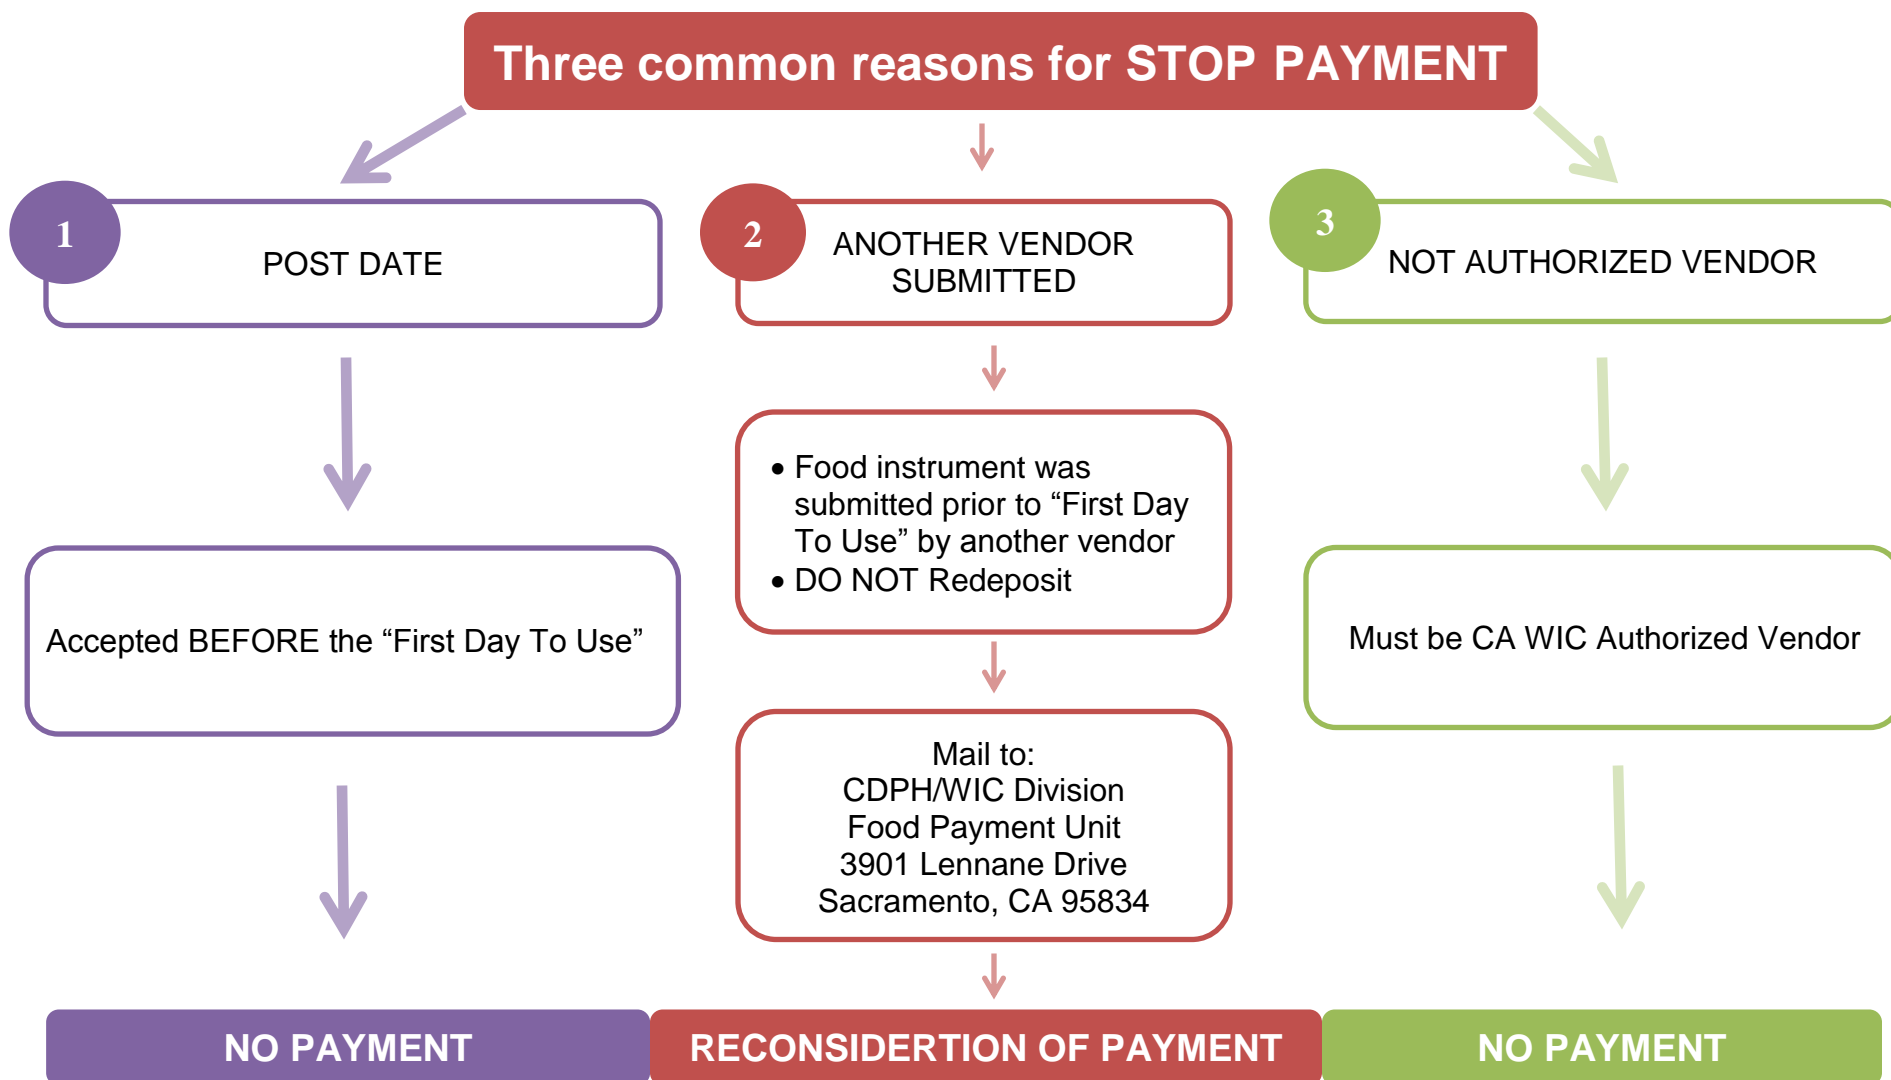 Three common reasons for STOP PAYMENT
1
POST DATE
Accepted BEFORE the “First Day To Use”
NO PAYMENT
2
ANOTHER VENDOR
SUBMITTED
• Food instrument was
submitted prior to “First Day
To Use” by another vendor
• DO NOT Redeposit
Mail to:
CDPH/WIC Division
Food Payment Unit
3901 Lennane Drive
Sacramento, CA 95834
RECONSIDERTION OF PAYMENT
3
NOT AUTHORIZED VENDOR
Must be CA WIC Authorized Vendor
NO PAYMENT